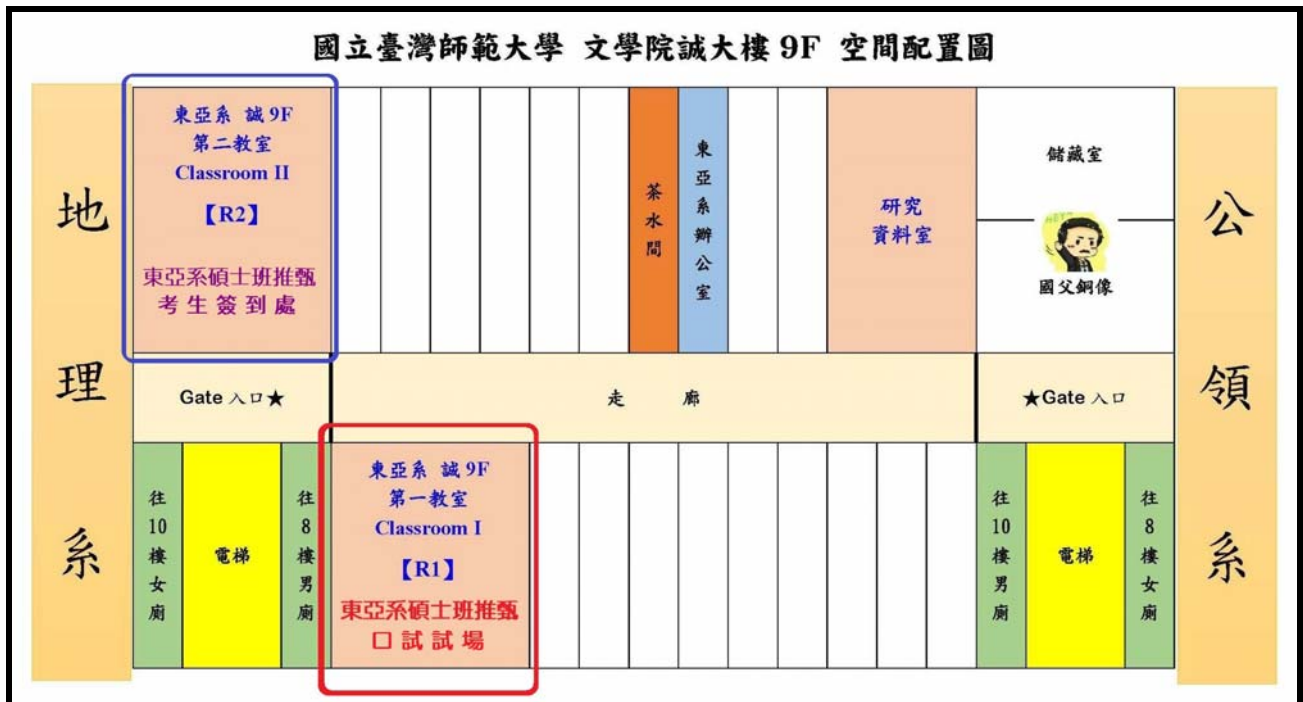 國立臺灣師範大學 文學院誠大樓 9F 空間配置圖
地理系
東亞系 誠 9F
第二教室
Classroom II
【R2】
東亞系碩士班推甄
考生簽到處
茶水間
東亞系辦公室
研究
資料室
儲藏室
國父銅像
公領系
Gate 入口★
走 廊
★Gate 入口
往10樓女廁
電梯
往8樓男廁
東亞系 誠 9F
第一教室
Classroom I
【R1】
東亞系碩士班推甄
口試試場
往10樓男廁
電梯
往8樓女廁